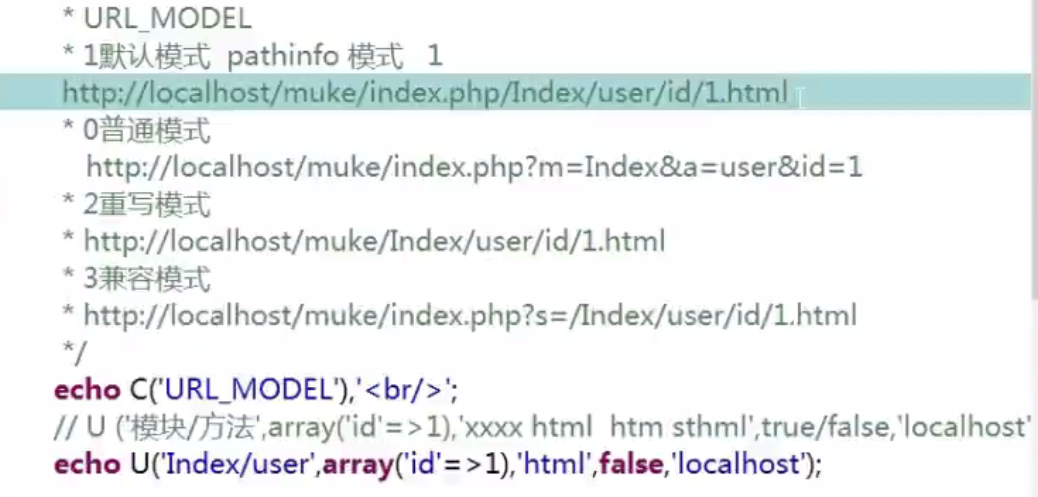 * URL_MODEL
* 1默认模式 pathinfo 模式 1
http://localhost/muke/index.php/Index/user/id/1.html
* 0普通模式
http://localhost/muke/index.php?m=Index&a=user&id=1
* 2重写模式
* http://localhost/muke/Index/user/id/1.html
* 3兼容模式
* http://localhost/muke/index.php?s=/Index/user/id/1.html
*/
echo C('URL_MODEL'),'<br/>';
// U ('模块/方法',array('id'=>1),'xxxx html htm sthml',true/false,'localhost'
echo U('Index/user',array('id'=>1),'html',false,'localhost');